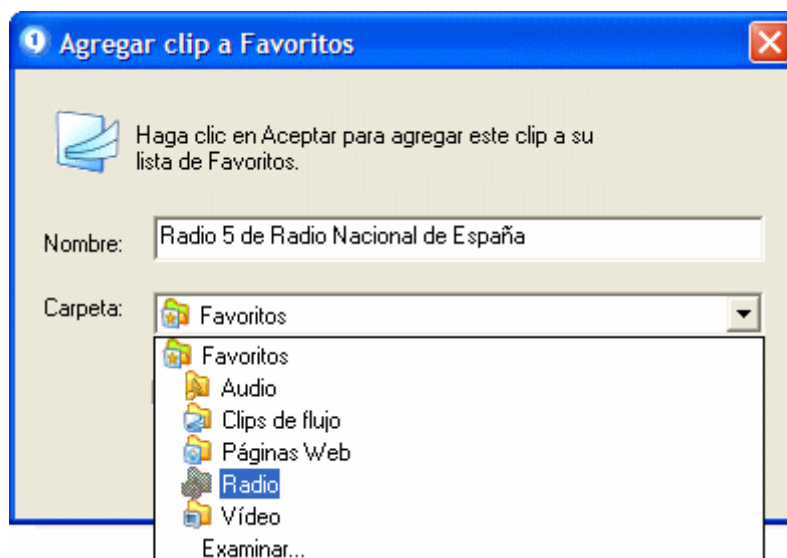 Agregar clip a Favoritos
Haga clic en Aceptar para agregar este clip a su
lista de Favoritos.
Nombre:
Radio 5 de Radio Nacional de España
Carpeta:
Favoritos
Favoritos
Audio
Clips de flujo
Páginas Web
Radio
Vídeo
Examinar...